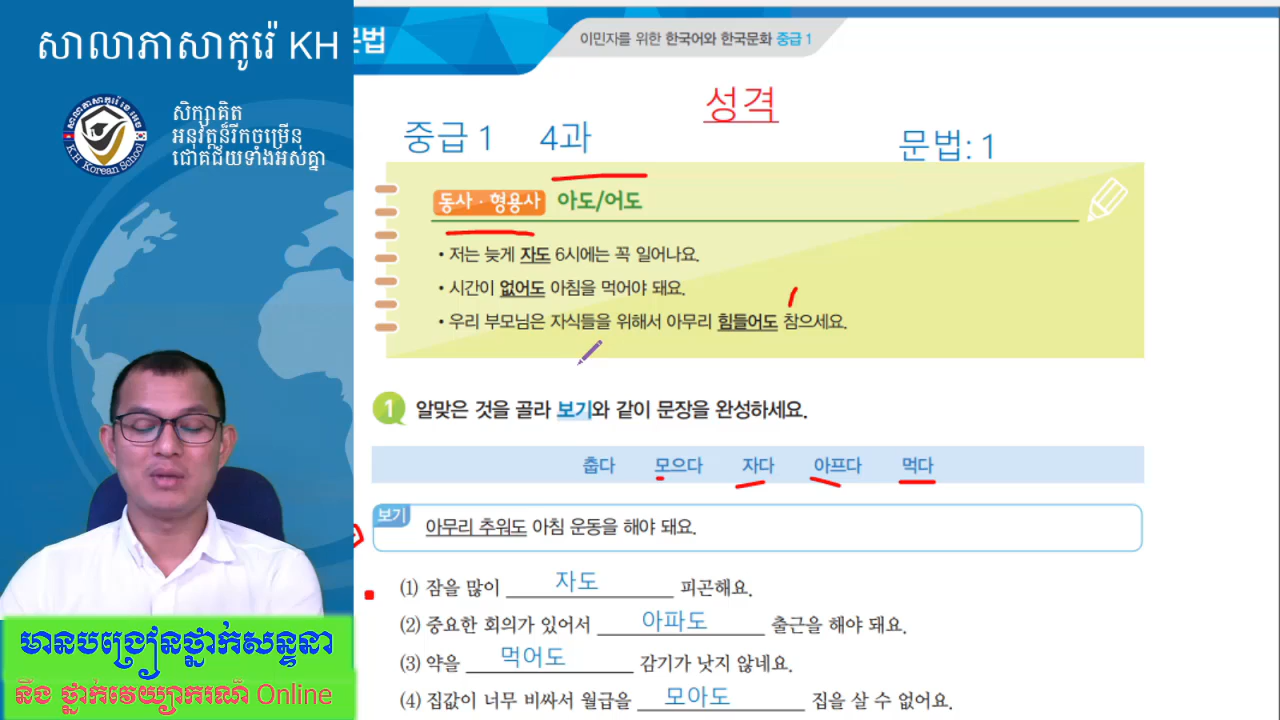 សាលាភាសាកូរ៉េ KH
សិក្សាគិត
អនុវត្តន៍រីកចម្រើន
ជោគជ័យទាំងអស់គ្នា
សាលាភាសាកូរ៉េ ខេ អេច
K.H Korean School
មានបង្រៀនថ្នាក់សន្ទនា
និង ថ្នាក់វេយ្យាករណ៍ Online
문법
이민자를 위한 한국어와 한국문화 중급 1
성격
중급 1 4과 문법: 1
동사·형용사 아도/어도
• 저는 늦게 자도 6시에는 꼭 일어나요.
• 시간이 없어도 아침을 먹어야 돼요.
• 우리 부모님은 자식들을 위해서 아무리 힘들어도 참으세요.
1 알맞은 것을 골라 보기와 같이 문장을 완성하세요.
춥다 모으다 자다 아프다 먹다
보기
아무리 추워도 아침 운동을 해야 돼요.
(1) 잠을 많이 자도 피곤해요.
(2) 중요한 회의가 있어서 아파도 출근을 해야 돼요.
(3) 약을 먹어도 감기가 낫지 않네요.
(4) 집값이 너무 비싸서 월급을 모아도 집을 살 수 없어요.